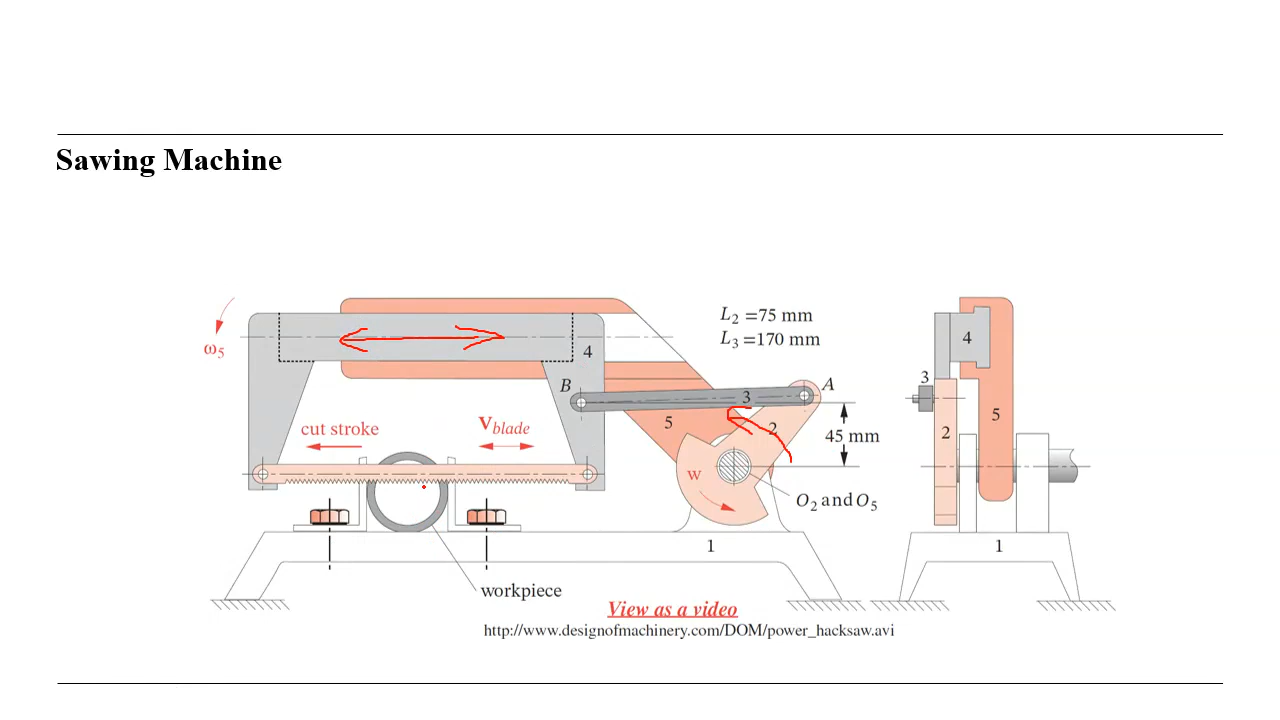 Sawing Machine
L2 =75 mm
L3 =170 mm
ω5
4
B
A
3
cut stroke
Vblade
5
2
45 mm
w
O2 and O5
1
workpiece
View as a video
http://www.designofmachinery.com/DOM/power_hacksaw.avi
4
3
5
2
1